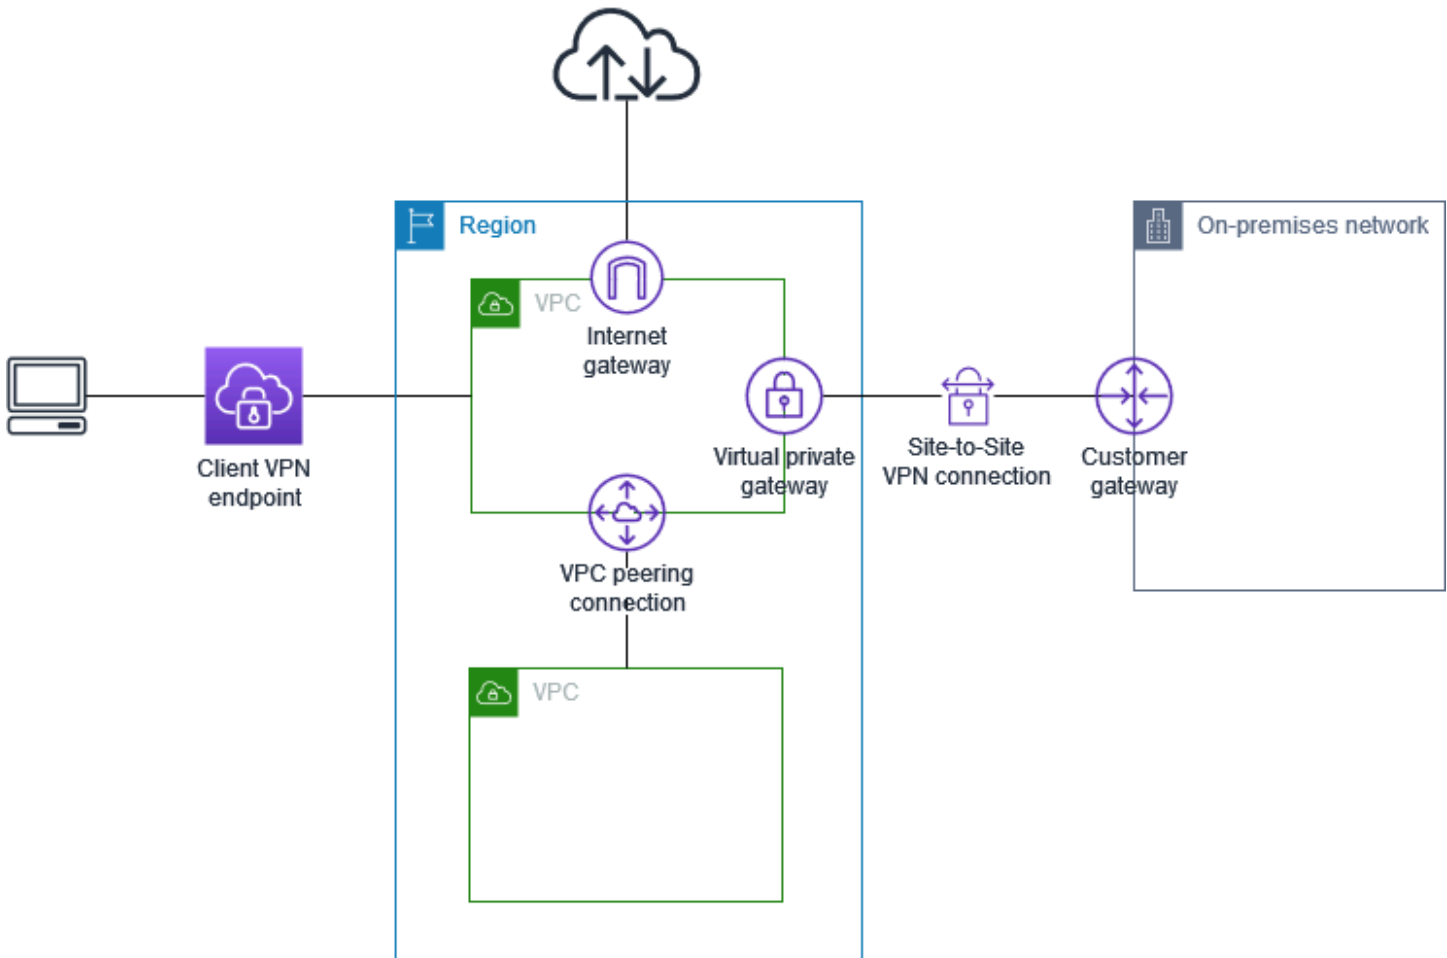 Region
On-premises network
VPC
Internet
gateway
Client VPN
endpoint
Virtual private
gateway
Site-to-Site
VPN connection
Customer
gateway
VPC peering
connection
VPC